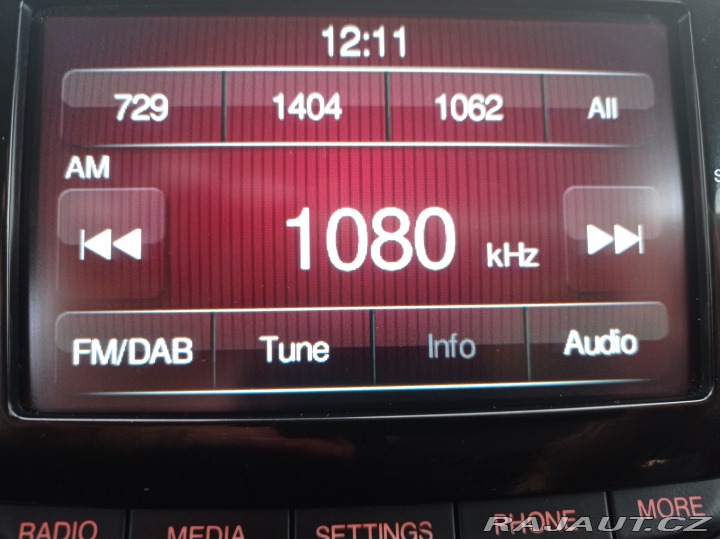 12:11
729 1404 1062 All
AM
1080 kHz
FM/DAB Tune Info Audio
RADIO MEDIA SETTINGS PHONE MORE
RAJAUT.CZ